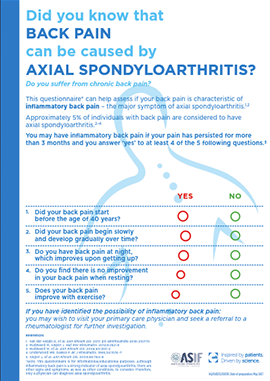 Did you know that
BACK PAIN
can be caused by
AXIAL SPONDYLOARTHRITIS?
Do you suffer from chronic back pain?
This questionnaire* can help assess if your back pain is characteristic of
inflammatory back pain – the major symptom of axial spondyloarthritis.
Approximately 5% of individuals with back pain are considered to have
axial spondyloarthritis.
You may have inflammatory back pain if your pain has persisted for more
than 3 months and you answer 'yes' to at least 4 of the 5 following questions.
YES NO
1. Did your back pain start
before the age of 40 years?
2. Did your back pain begin slowly
and develop gradually over time?
3. Do you have back pain at night,
which improves upon getting up?
4. Do you find there is no improvement
in your back pain when resting?
5. Does your back pain
improve with exercise?
If you have identified the possibility of inflammatory back pain:
you may wish to visit your primary care physician and seek a referral to a
rheumatologist for further investigation.
ASIF
Inspired by patients.
Driven by science.